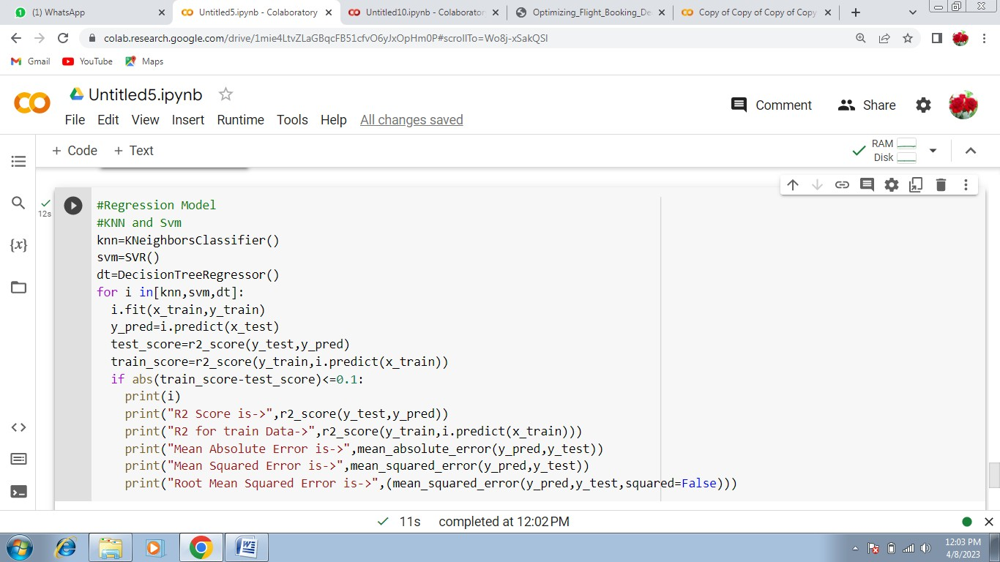 (1) WhatsApp
Untitled5.ipynb - Colaboratory
Untitled10.ipynb - Colaborator
Optimizing_Flight_Booking_De
Copy of Copy of Copy of Copy
colab.research.google.com/drive/1mie4LtvZLaGBqcFB51cfvO6yJxOpHm0P#scrollTo=Wo8j-xSakQSl
Gmail YouTube Maps
Untitled5.ipynb
Comment Share
File Edit View Insert Runtime Tools Help All changes saved
+ Code + Text
RAM
Disk
12s
#Regression Model
#KNN and Svm
knn=KNeighborsClassifier()
svm=SVR()
dt=DecisionTreeRegressor()
for i in[knn,svm,dt]:
  i.fit(x_train,y_train)
  y_pred=i.predict(x_test)
  test_score=r2_score(y_test,y_pred)
  train_score=r2_score(y_train,i.predict(x_train))
  if abs(train_score-test_score)<=0.1:
    print(i)
    print("R2 Score is->",r2_score(y_test,y_pred))
    print("R2 for train Data->",r2_score(y_train,i.predict(x_train)))
    print("Mean Absolute Error is->",mean_absolute_error(y_pred,y_test))
    print("Mean Squared Error is->",mean_squared_error(y_pred,y_test))
    print("Root Mean Squared Error is->",(mean_squared_error(y_pred,y_test,squared=False)))
11s completed at 12:02 PM
12:03 PM
4/8/2023